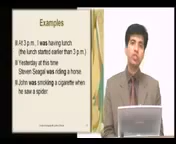 Examples
At 3 p.m., I was having lunch
(the lunch started earlier than 3 p.m.)
Yesterday at this time
Steven Seagal was riding a horse.
John was smoking a cigarette when
he saw a spider.